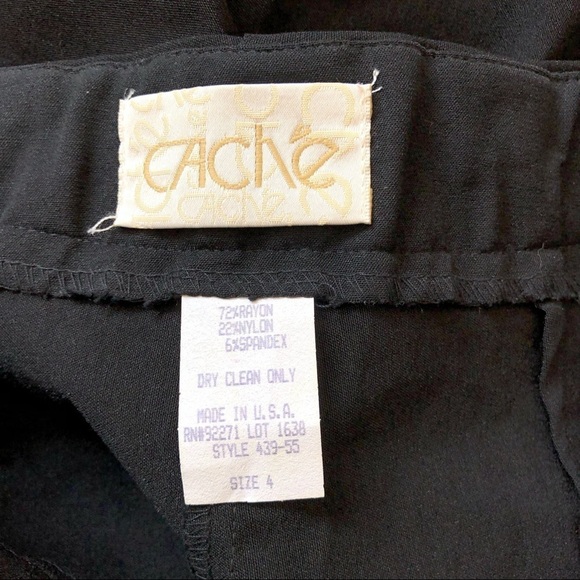 CAChé
72%RAYON
22%NYLON
6%SPANDEX
DRY CLEAN ONLY
MADE IN U.S.A.
RN#92271 LOT 1638
STYLE 439-55
SIZE 4